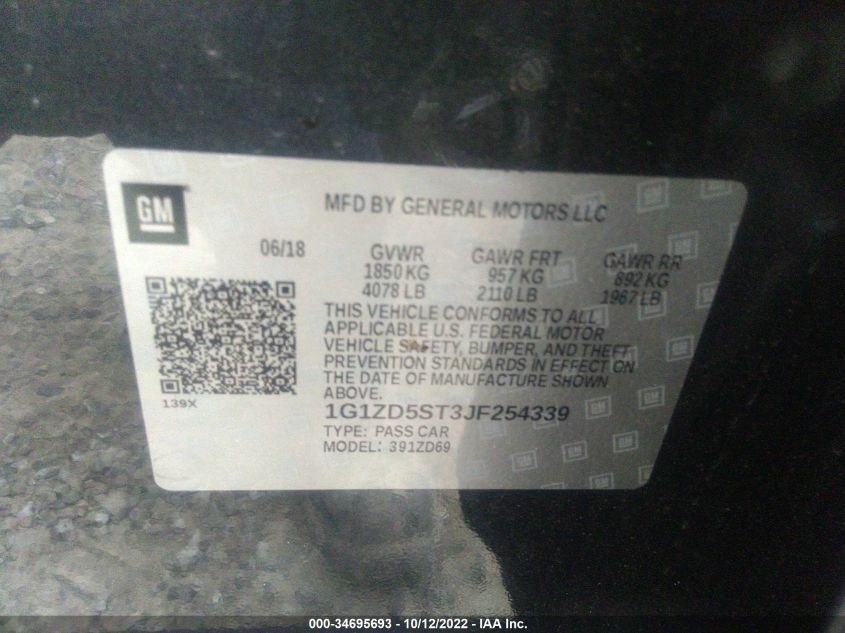 GM
MFD BY GENERAL MOTORS LLC
06/18 GVWR GAWR FRT GAWR RR
1850 KG 957 KG 892 KG
4078 LB 2110 LB 1967 LB
THIS VEHICLE CONFORMS TO ALL
APPLICABLE U.S. FEDERAL MOTOR
VEHICLE SAFETY, BUMPER, AND THEFT
PREVENTION STANDARDS IN EFFECT ON
THE DATE OF MANUFACTURE SHOWN
ABOVE.
139X
1G1ZD5ST3JF254339
TYPE: PASS CAR
MODEL: 391ZD69
000-34695693 - 10/12/2022 - IAA Inc.